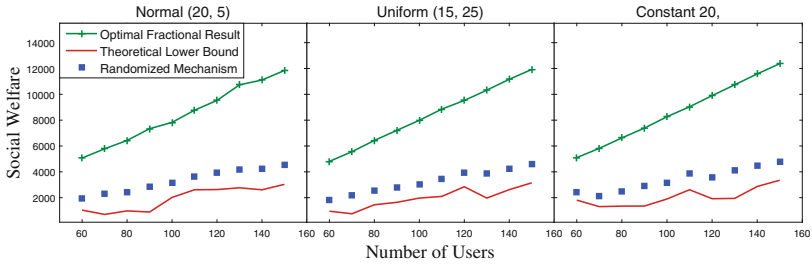 Normal (20, 5)
Uniform (15, 25)
Constant 20,
Optimal Fractional Result
Theoretical Lower Bound
Randomized Mechanism
Social Welfare
14000
12000
10000
8000
6000
4000
2000
60 80 100 120 140 160
60 80 100 120 140 160
60 80 100 120 140 160
Number of Users